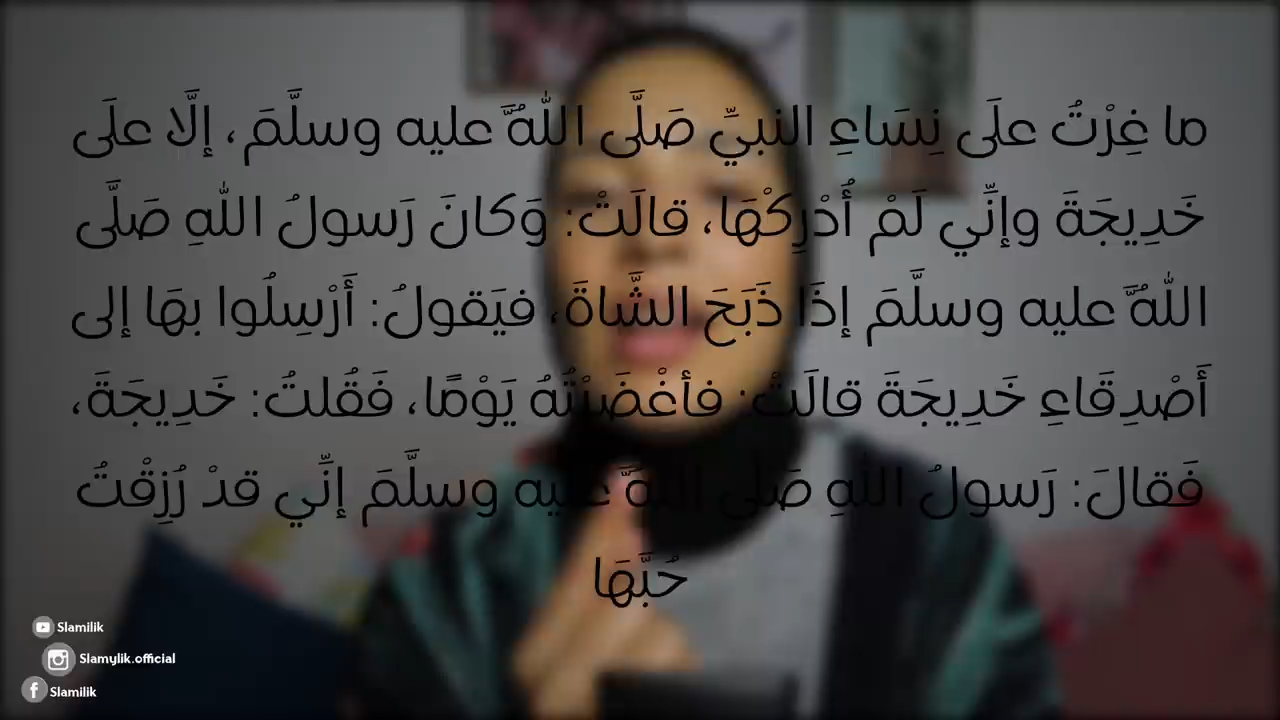 ما غِرْتُ علَى نِسَاءِ النبيِّ صَلَّى اللَّهُ عليه وسلَّمَ، إلَّا علَى
خَدِيجَةَ وإنِّي لَمْ أُدْرِكْهَا، قالَتْ: وَكانَ رَسولُ اللهِ صَلَّى
اللَّهُ عليه وسلَّمَ إذَا ذَبَحَ الشَّاةَ، فيَقولُ: أَرْسِلُوا بهَا إلى
أَصْدِقَاءِ خَدِيجَةَ قالَتْ: فأغْضَبْتُهُ يَوْمًا، فَقُلتُ: خَدِيجَةَ،
فَقالَ: رَسولُ اللهِ صَلَّى اللَّهُ عليه وسلَّمَ إنِّي قدْ رُزِقْتُ
حُبَّهَا
Slamilik
Slamylik.official
Slamilik